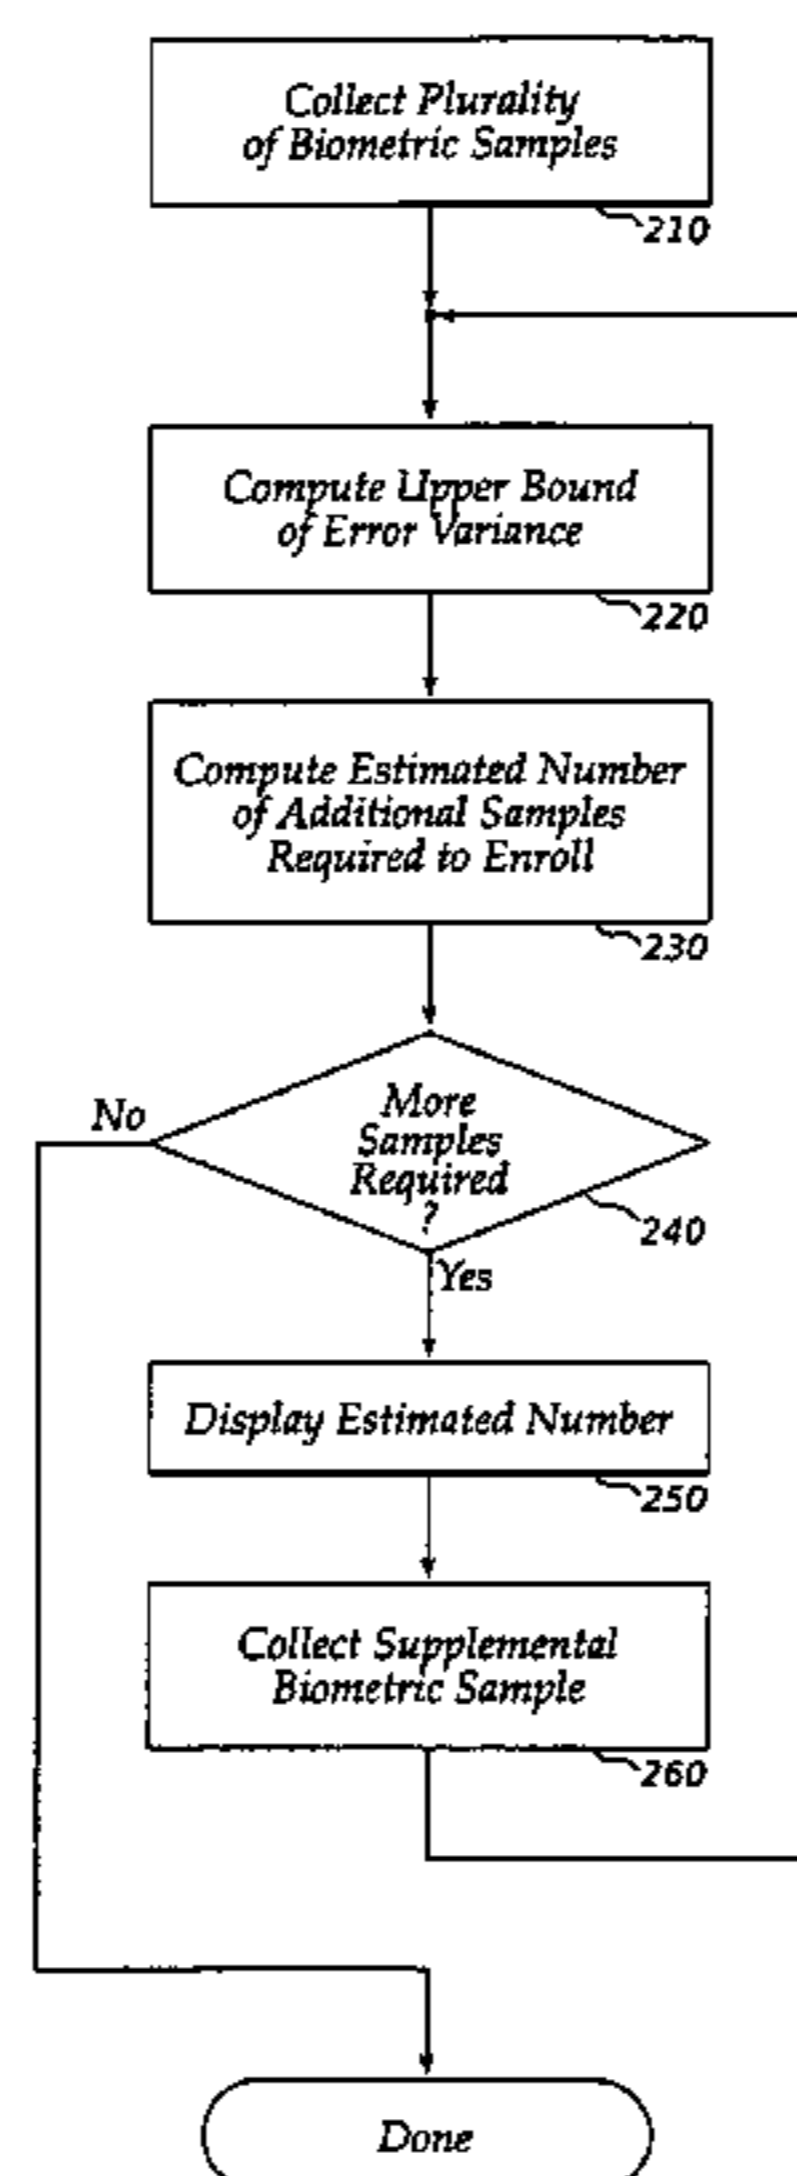 Collect Plurality
of Biometric Samples
210
Compute Upper Bound
of Error Variance
220
Compute Estimated Number
of Additional Samples
Required to Enroll
230
No
More
Samples
Required
?
240
Yes
Display Estimated Number
250
Collect Supplemental
Biometric Sample
260
Done